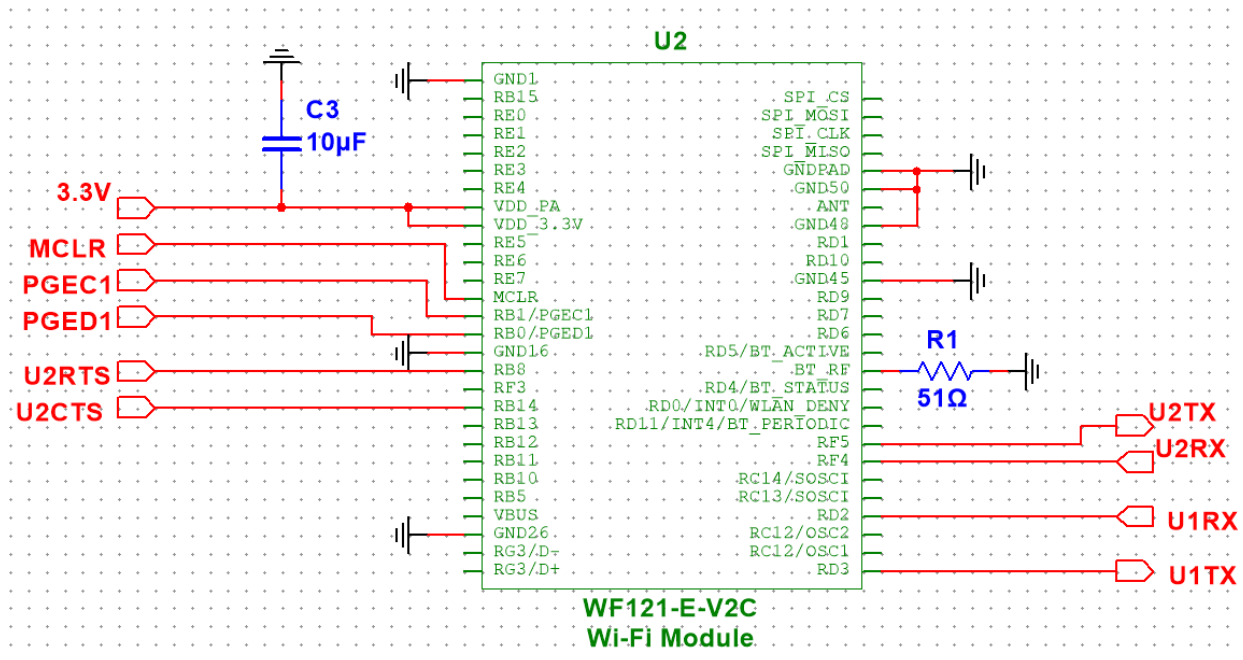 U2
C3
10µF
3.3V
MCLR
PGEC1
PGED1
U2RTS
U2CTS
GND1
RB15
RE0
RE1
RE2
RE3
RE4
VDD_PA
VDD_3.3V
RE5
RE6
RE7
MCLR
RB1/PGEC1
RB0/PGED1
GND16
RB8
RF3
RB14
RB13
RB12
RB11
RB10
RB5
VBUS
GND26
RG3/D-
RG3/D+
SPI_CS
SPI_MOSI
SPI_CLK
SPI_MISO
GNDPAD
GND50
ANT
GND48
RD1
RD10
GND45
RD9
RD7
RD6
RD5/BT_ACTIVE
BT_RF
RD4/BT_STATUS
RD0/INT0/WLAN_DENY
RD11/INT4/BT_PERIODIC
RF5
RF4
RC14/SOSCI
RC13/SOSCI
RD2
RC12/OSC2
RC12/OSC1
RD3
R1
51Ω
U2TX
U2RX
U1RX
U1TX
WF121-E-V2C
Wi-Fi Module